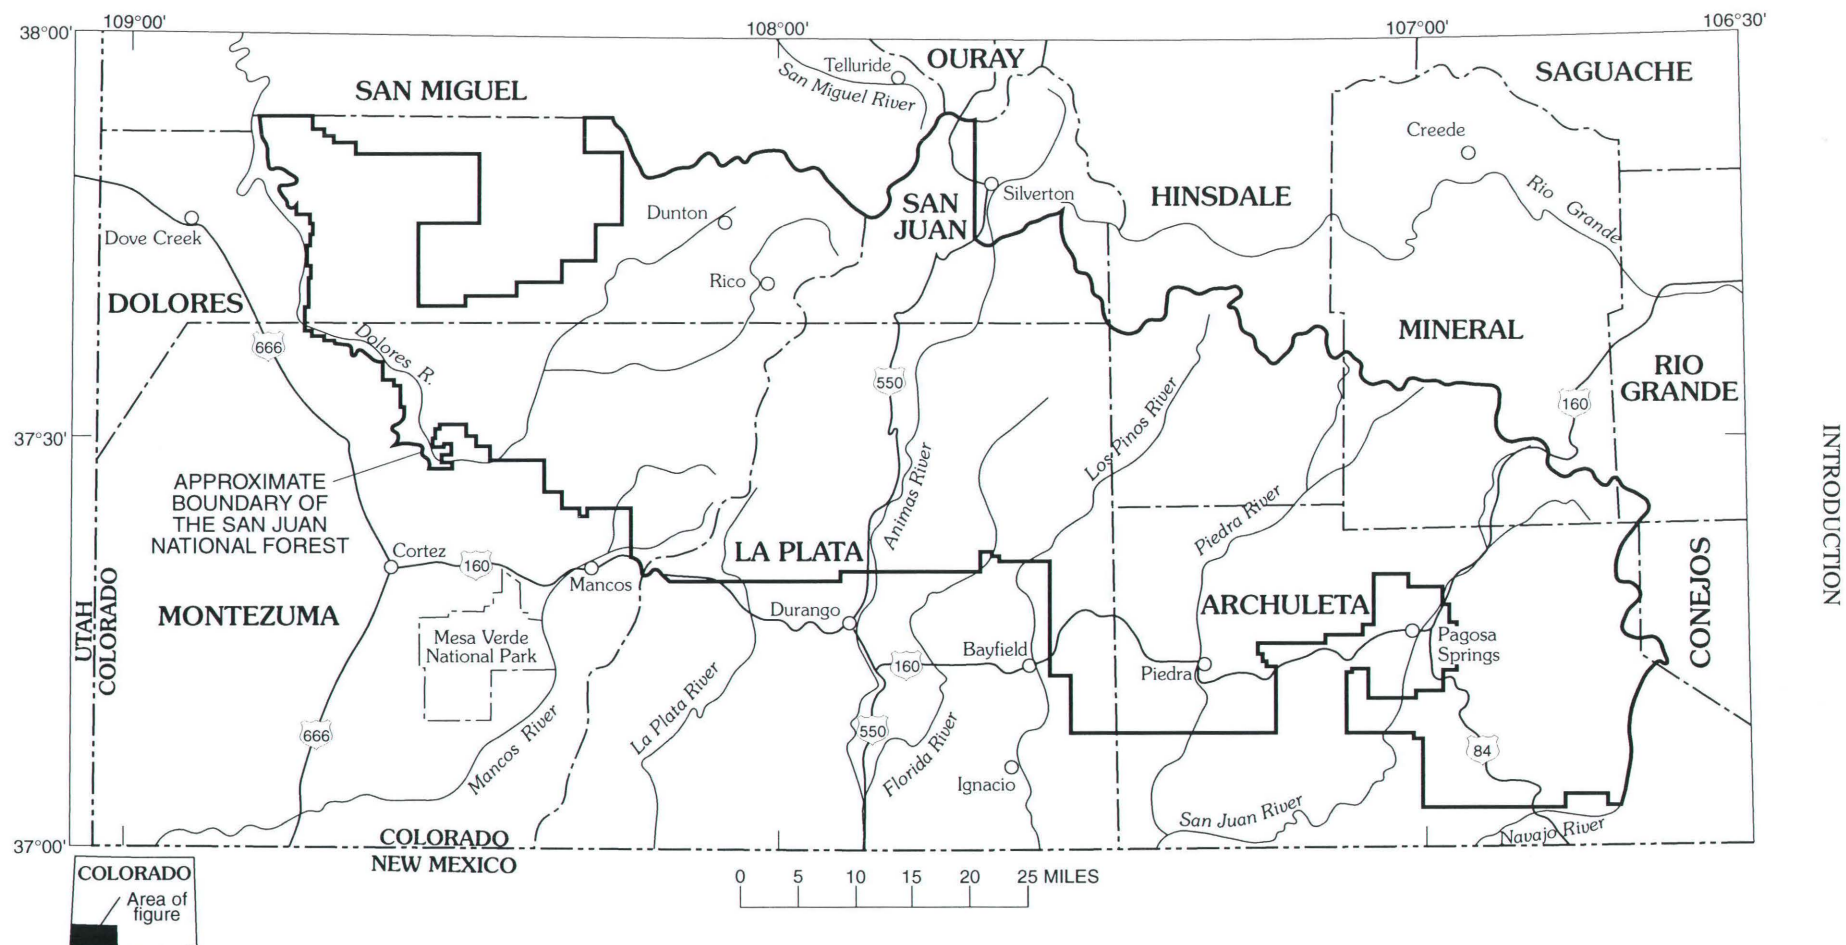 109°00'
108°00'
107°00'
106°30'
38°00'
SAN MIGUEL
Telluride
San Miguel River
OURAY
SAGUACHE
Creede
Dove Creek
Dunton
SAN
JUAN
Silverton
HINSDALE
Rio Grande
Rico
DOLORES
666
Dolores R.
550
MINERAL
RIO
GRANDE
160
37°30'
APPROXIMATE
BOUNDARY OF
THE SAN JUAN
NATIONAL FOREST
Animas River
Los Pinos River
Piedra River
INTRODUCTION
Cortez
160
Mancos
LA PLATA
UTAH
COLORADO
MONTEZUMA
Mesa Verde
National Park
Durango
160
Bayfield
ARCHULETA
Piedra
Pagosa
Springs
CONEJOS
666
Mancos River
La Plata River
550
Florida River
Ignacio
84
San Juan River
Navajo River
37°00'
COLORADO
NEW MEXICO
COLORADO
Area of
figure
0 5 10 15 20 25 MILES